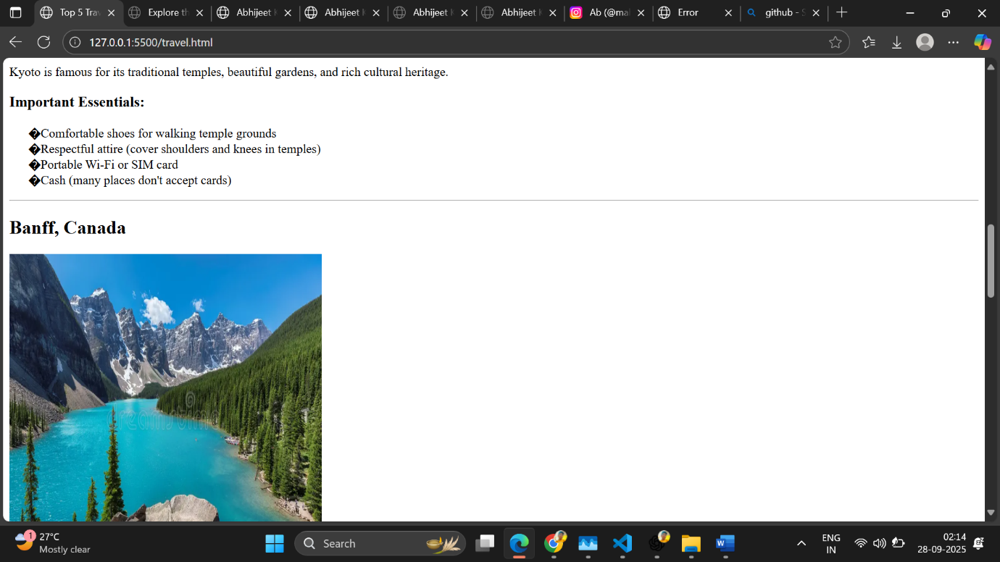 Top 5 Trav
Explore th
Abhijeet K
Abhijeet K
Abhijeet K
Abhijeet K
Ab (@mal
Error
github - S
127.0.0.1:5500/travel.html
Kyoto is famous for its traditional temples, beautiful gardens, and rich cultural heritage.
Important Essentials:
�Comfortable shoes for walking temple grounds
�Respectful attire (cover shoulders and knees in temples)
�Portable Wi-Fi or SIM card
�Cash (many places don't accept cards)
Banff, Canada
dreamstime
1
27°C
Mostly clear
Search
ENG
IN
02:14
28-09-2025